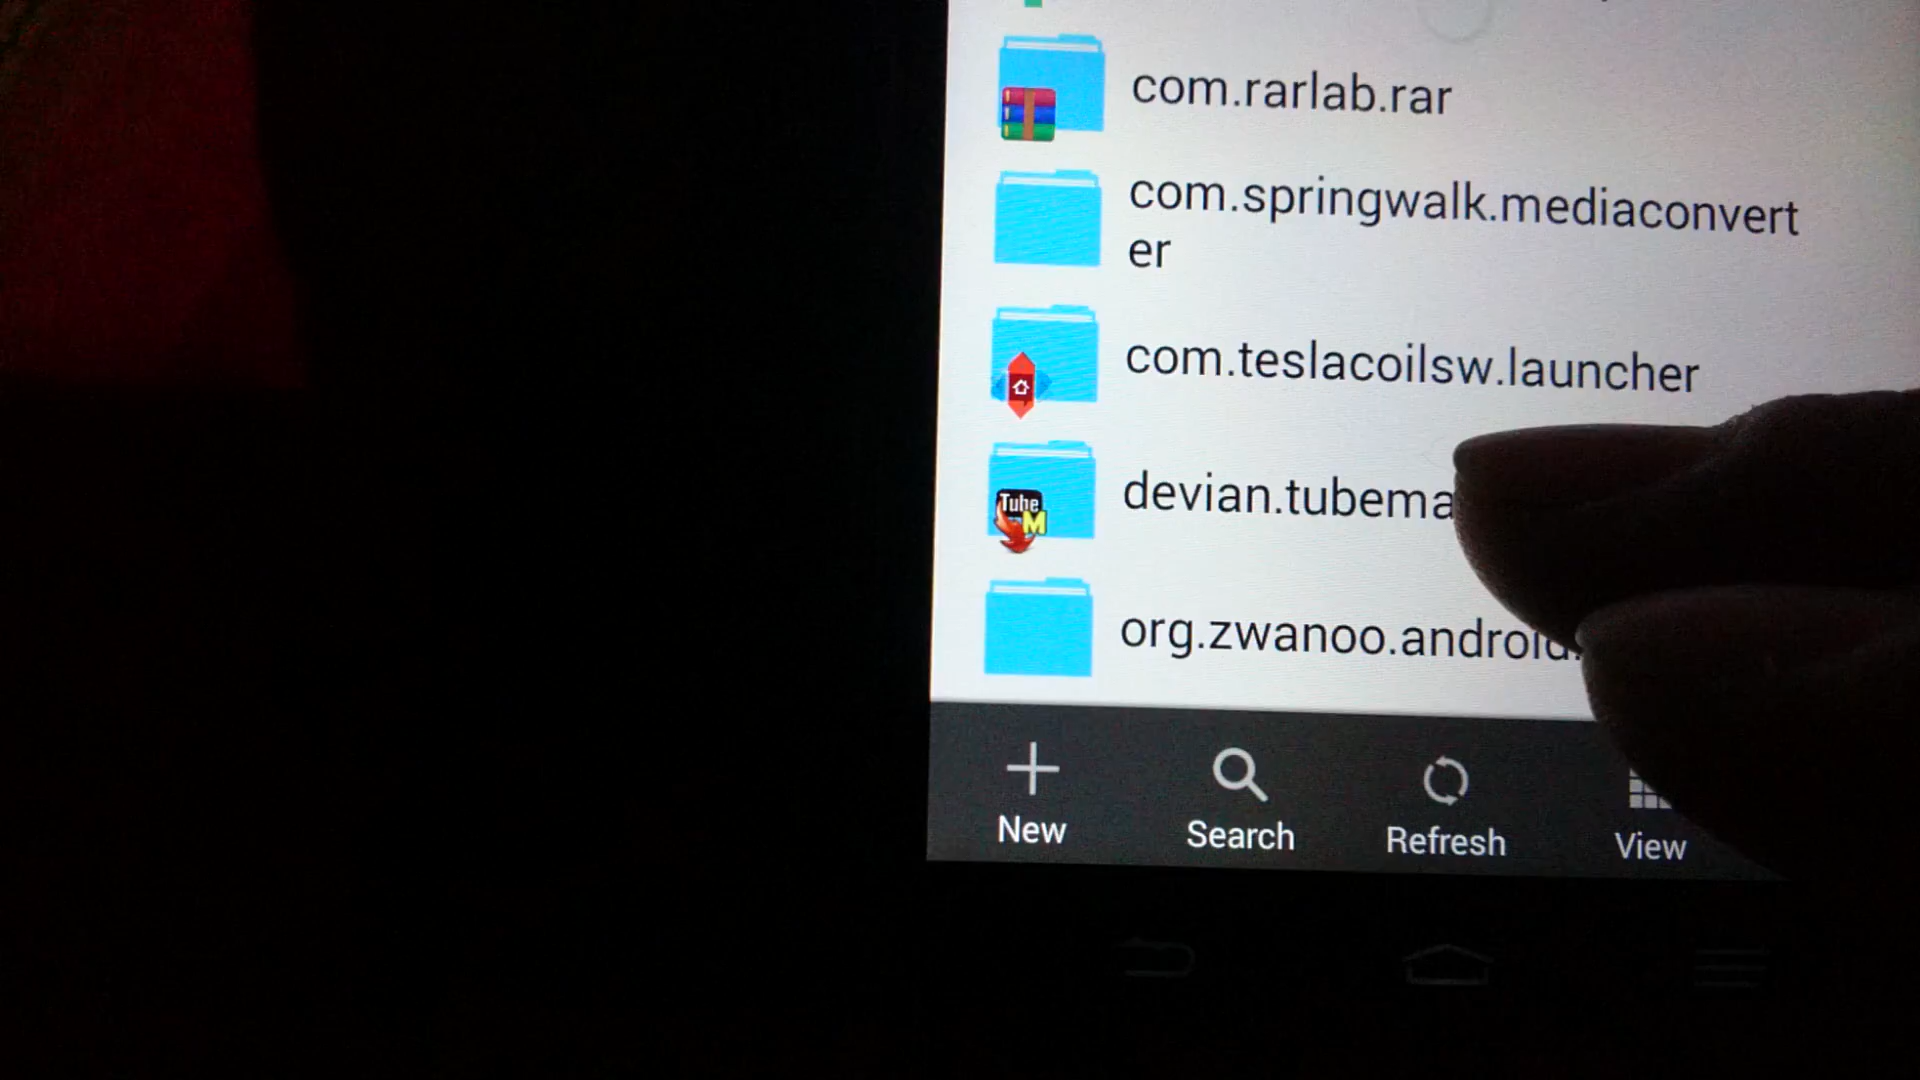 com.rarlab.rar
com.springwalk.mediaconvert
er
com.teslacoilsw.launcher
Tube
M
devian.tubema
org.zwanoo.android.
New
Search
Refresh
View